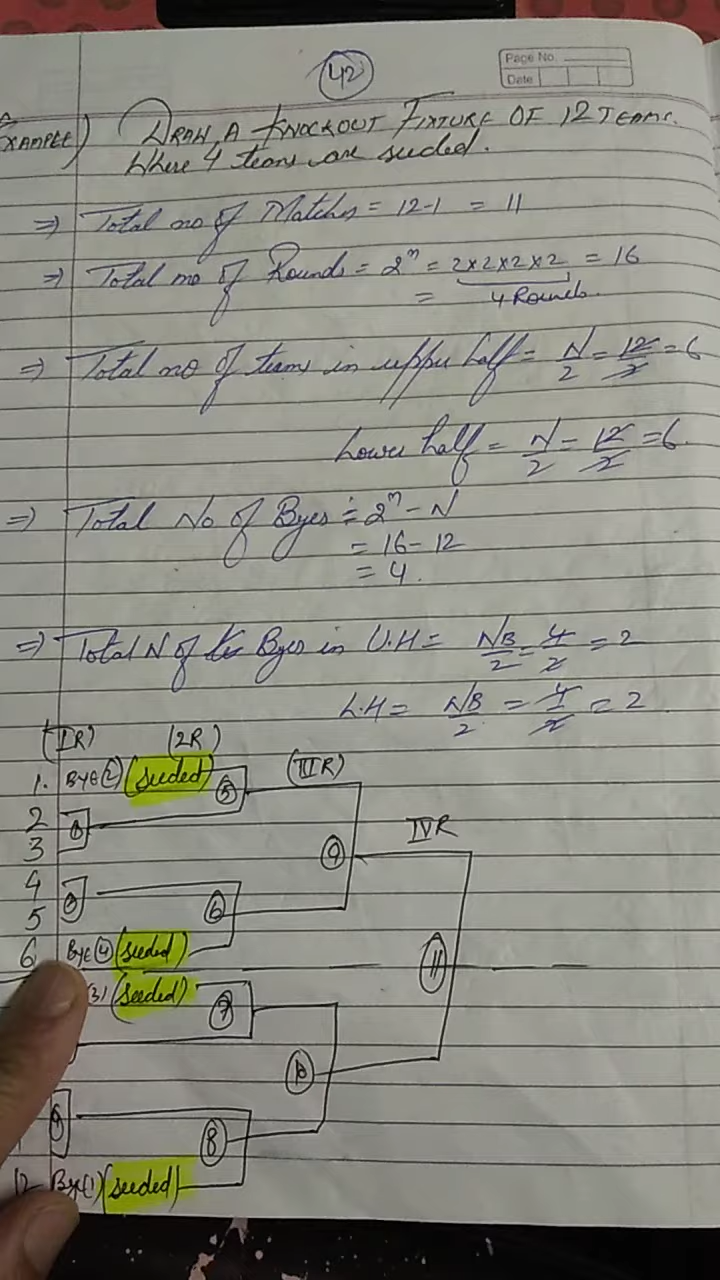 42
Page No.
Date
EXAMPLE) DRAW A KNOCKOUT FIXTURE OF 12 TEAMS.
Where 4 teams are seeded.
⇒ Total no of Matches = 12-1 = 11
⇒ Total no of Rounds = 2ⁿ = 2×2×2×2 = 16
= 4 Rounds.
⇒ Total no of teams in upper half = N/2 = 12/2 = 6
Lower half = N/2 = 12/2 = 6.
⇒ Total No of Byes = 2ⁿ - N
= 16 - 12
= 4.
⇒ Total N of Byes in U.H = NB/2 = 4/2 = 2
L.H = NB/2 = 4/2 = 2
(IR) (2R) (IIIR)
1. BYE (2) (seeded) 5
2
3
9 IVR
4
5 6
6 BYE (4) (seeded)
11
(3) (seeded) 7
10
8
12 - BYE(1) (seeded)